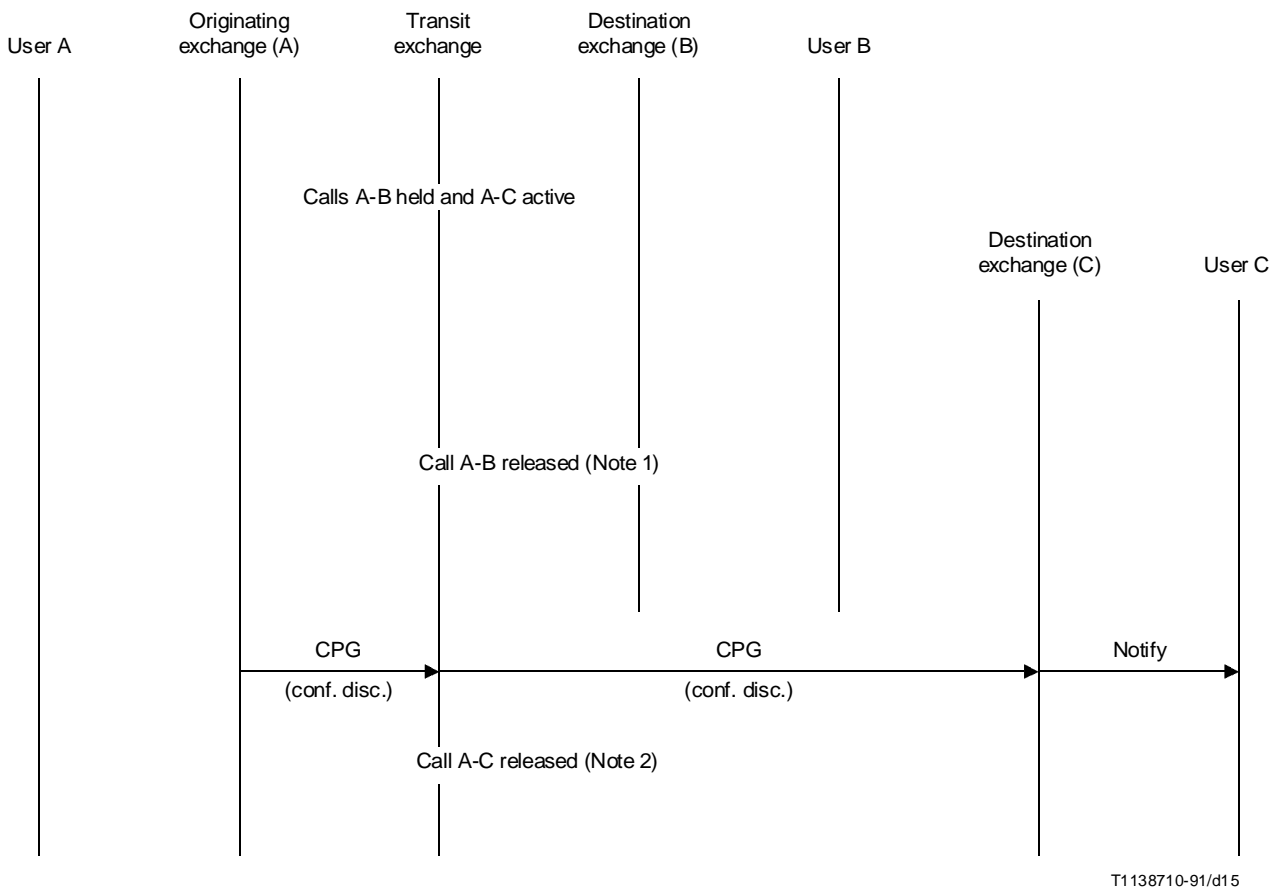 User A
Originating
exchange (A)
Transit
exchange
Destination
exchange (B)
User B
Calls A-B held and A-C active
Destination
exchange (C)
User C
Call A-B released (Note 1)
CPG
(conf. disc.)
CPG
(conf. disc.)
Notify
Call A-C released (Note 2)
T1138710-91/d15